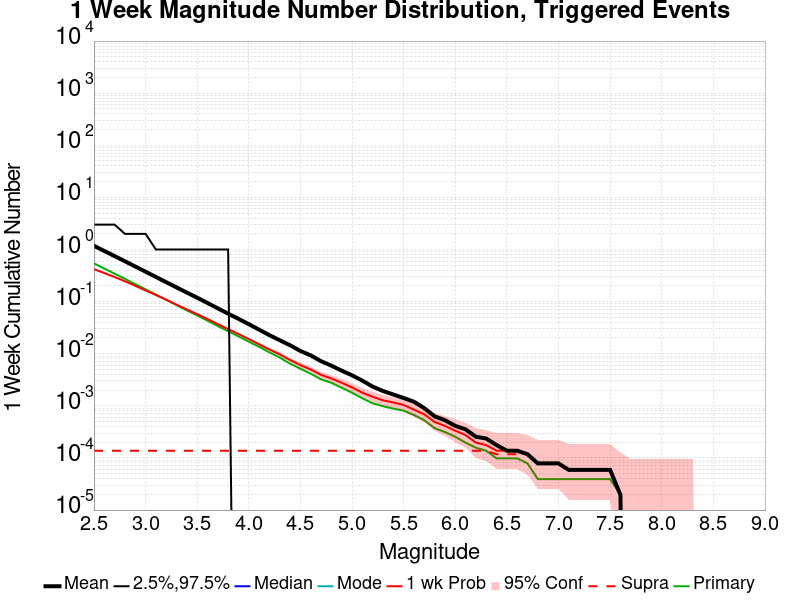 1 Week Magnitude Number Distribution, Triggered Events
1 Week Cumulative Number
10^4
10^3
10^2
10^1
10^0
10^-1
10^-2
10^-3
10^-4
10^-5
2.5 3.0 3.5 4.0 4.5 5.0 5.5 6.0 6.5 7.0 7.5 8.0 8.5 9.0
Magnitude
Mean 2.5%,97.5% Median Mode 1 wk Prob 95% Conf Supra Primary